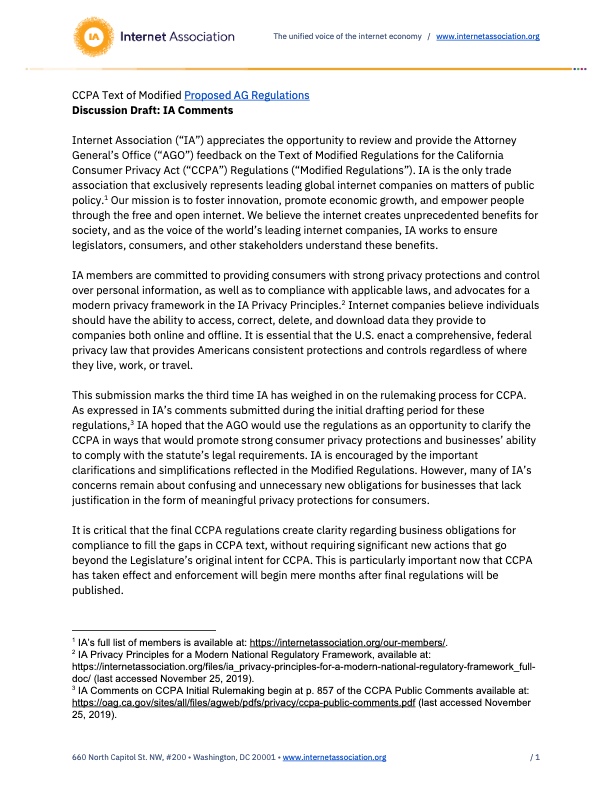 IA Internet Association The unified voice of the internet economy / www.internetassociation.org
CCPA Text of Modified Proposed AG Regulations
Discussion Draft: IA Comments
Internet Association (“IA”) appreciates the opportunity to review and provide the Attorney
General’s Office (“AGO”) feedback on the Text of Modified Regulations for the California
Consumer Privacy Act (“CCPA”) Regulations (“Modified Regulations”). IA is the only trade
association that exclusively represents leading global internet companies on matters of public
policy.¹ Our mission is to foster innovation, promote economic growth, and empower people
through the free and open internet. We believe the internet creates unprecedented benefits for
society, and as the voice of the world’s leading internet companies, IA works to ensure
legislators, consumers, and other stakeholders understand these benefits.
IA members are committed to providing consumers with strong privacy protections and control
over personal information, as well as to compliance with applicable laws, and advocates for a
modern privacy framework in the IA Privacy Principles.² Internet companies believe individuals
should have the ability to access, correct, delete, and download data they provide to
companies both online and offline. It is essential that the U.S. enact a comprehensive, federal
privacy law that provides Americans consistent protections and controls regardless of where
they live, work, or travel.
This submission marks the third time IA has weighed in on the rulemaking process for CCPA.
As expressed in IA’s comments submitted during the initial drafting period for these
regulations,³ IA hoped that the AGO would use the regulations as an opportunity to clarify the
CCPA in ways that would promote strong consumer privacy protections and businesses’ ability
to comply with the statute’s legal requirements. IA is encouraged by the important
clarifications and simplifications reflected in the Modified Regulations. However, many of IA’s
concerns remain about confusing and unnecessary new obligations for businesses that lack
justification in the form of meaningful privacy protections for consumers.
It is critical that the final CCPA regulations create clarity regarding business obligations for
compliance to fill the gaps in CCPA text, without requiring significant new actions that go
beyond the Legislature’s original intent for CCPA. This is particularly important now that CCPA
has taken effect and enforcement will begin mere months after final regulations will be
published.
¹ IA’s full list of members is available at: https://internetassociation.org/our-members/.
² IA Privacy Principles for a Modern National Regulatory Framework, available at:
https://internetassociation.org/files/ia_privacy-principles-for-a-modern-national-regulatory-framework_full-
doc/ (last accessed November 25, 2019).
³ IA Comments on CCPA Initial Rulemaking begin at p. 857 of the CCPA Public Comments available at:
https://oag.ca.gov/sites/all/files/agweb/pdfs/privacy/ccpa-public-comments.pdf (last accessed November
25, 2019).
660 North Capitol St. NW, #200 • Washington, DC 20001 • www.internetassociation.org / 1